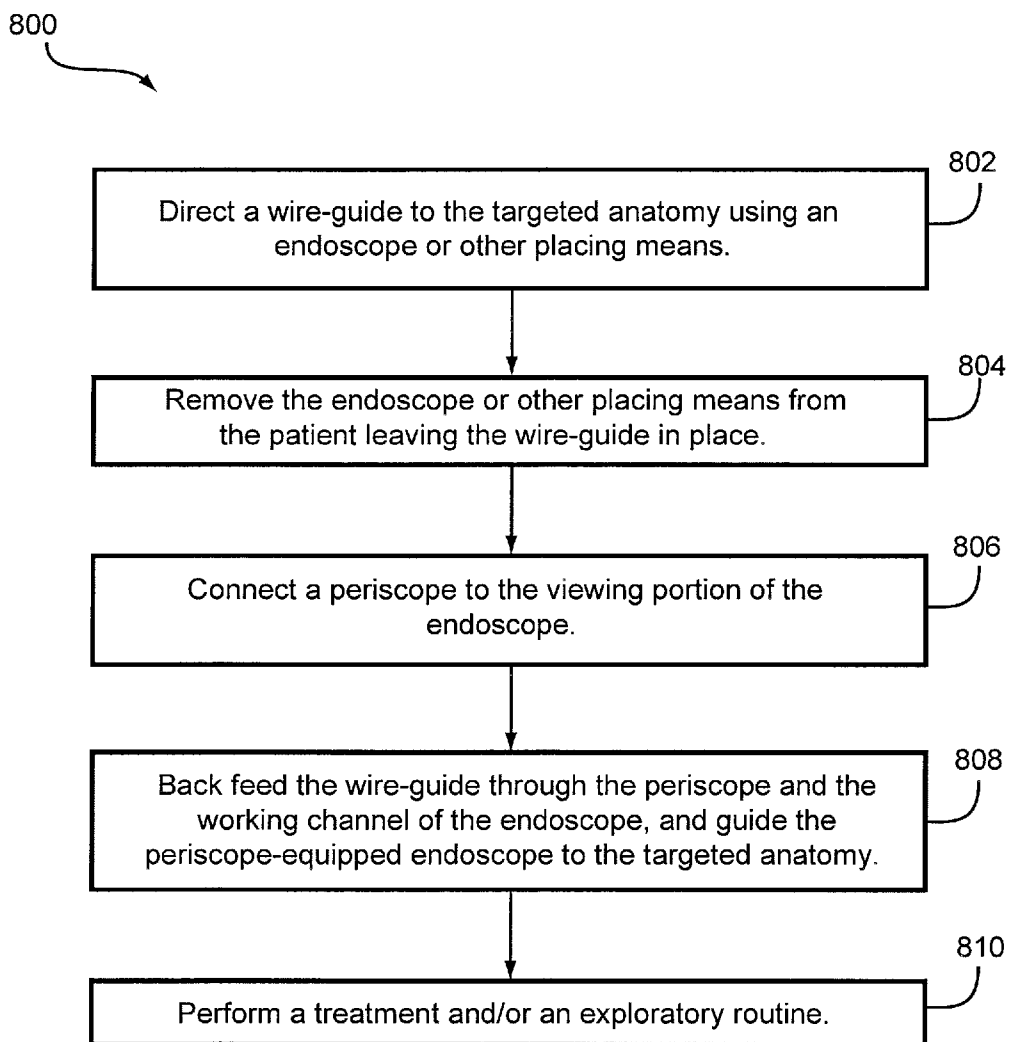 800
802
Direct a wire-guide to the targeted anatomy using an
endoscope or other placing means.
804
Remove the endoscope or other placing means from
the patient leaving the wire-guide in place.
806
Connect a periscope to the viewing portion of the
endoscope.
808
Back feed the wire-guide through the periscope and the
working channel of the endoscope, and guide the
periscope-equipped endoscope to the targeted anatomy.
810
Perform a treatment and/or an exploratory routine.